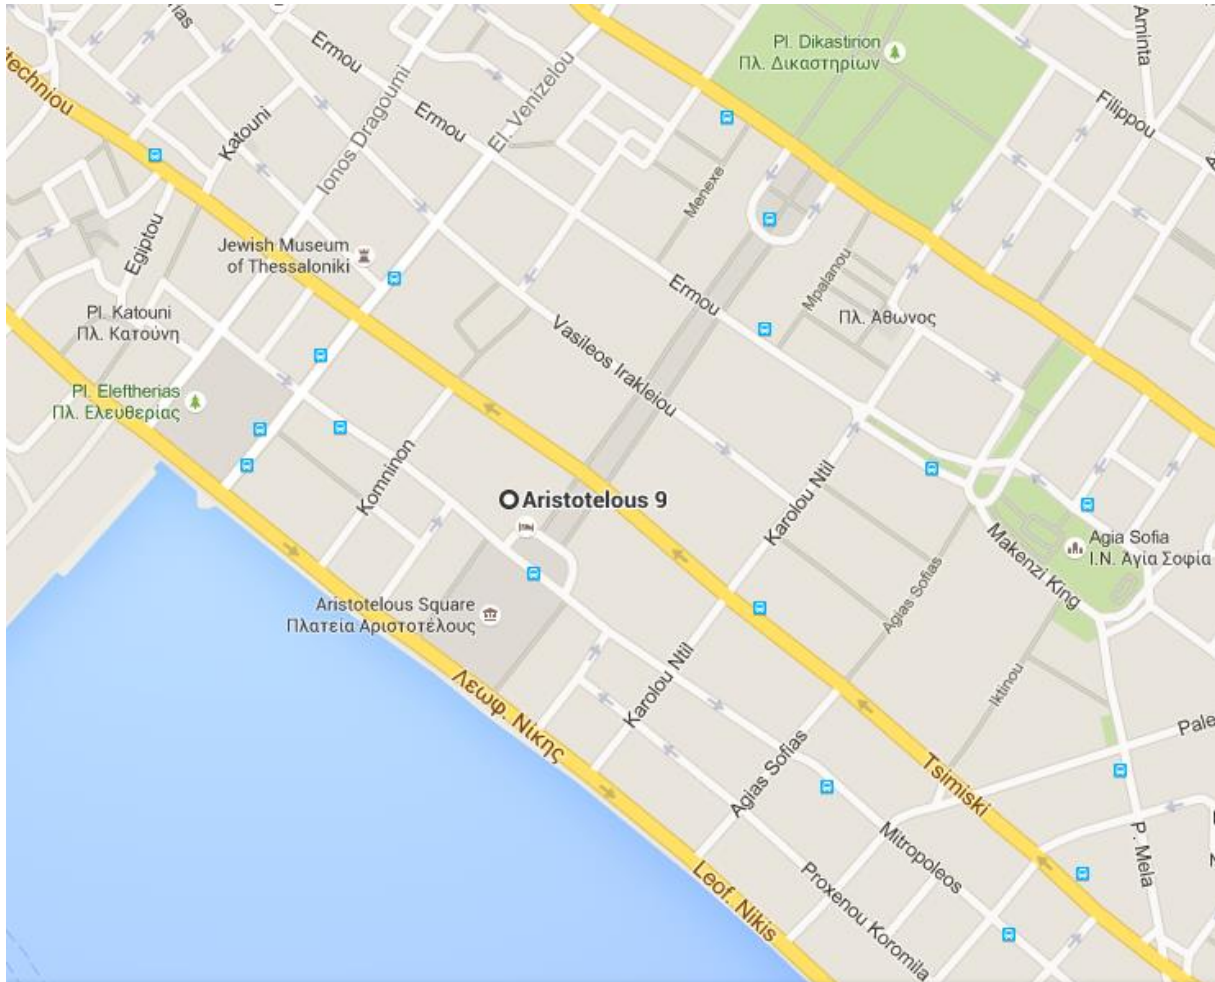 Ermou
Pl. Dikastirion
Πλ. Δικαστηρίων
Aminta
Filippou
Ermou
El. Venizelou
Ionos Dragoumi
Katouni
Menexe
Egiptou
Jewish Museum
of Thessaloniki
Mpalanou
Ermou
Πλ. Άθωνος
Pl. Katouni
Πλ. Κατούνη
Vasileos Irakleiou
Pl. Eleftherias
Πλ. Ελευθερίας
Komninon
Karolou Ntil
Aristotelous 9
Agia Sofia
Ι.Ν. Αγία Σοφία
Makenzi King
Agias Sofias
Aristotelous Square
Πλατεία Αριστοτέλους
Karolou Ntil
Iktinou
Λεωφ. Νίκης
Pale
Agias Sofias
Tsimiski
Mitropoleos
P. Mela
Leof. Nikis
Proxenou Koromila